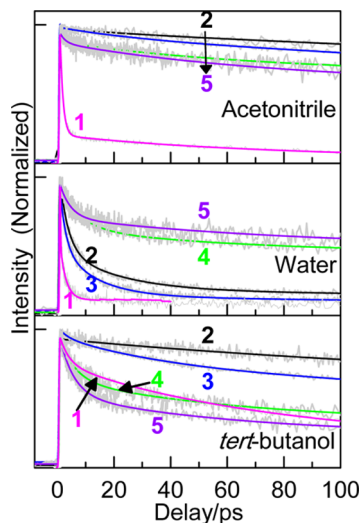 Intensity (Normalized)
2
5
1
Acetonitrile
5
4
2
3
1
Water
2
3
4
1
5
tert-butanol
0 20 40 60 80 100
Delay/ps